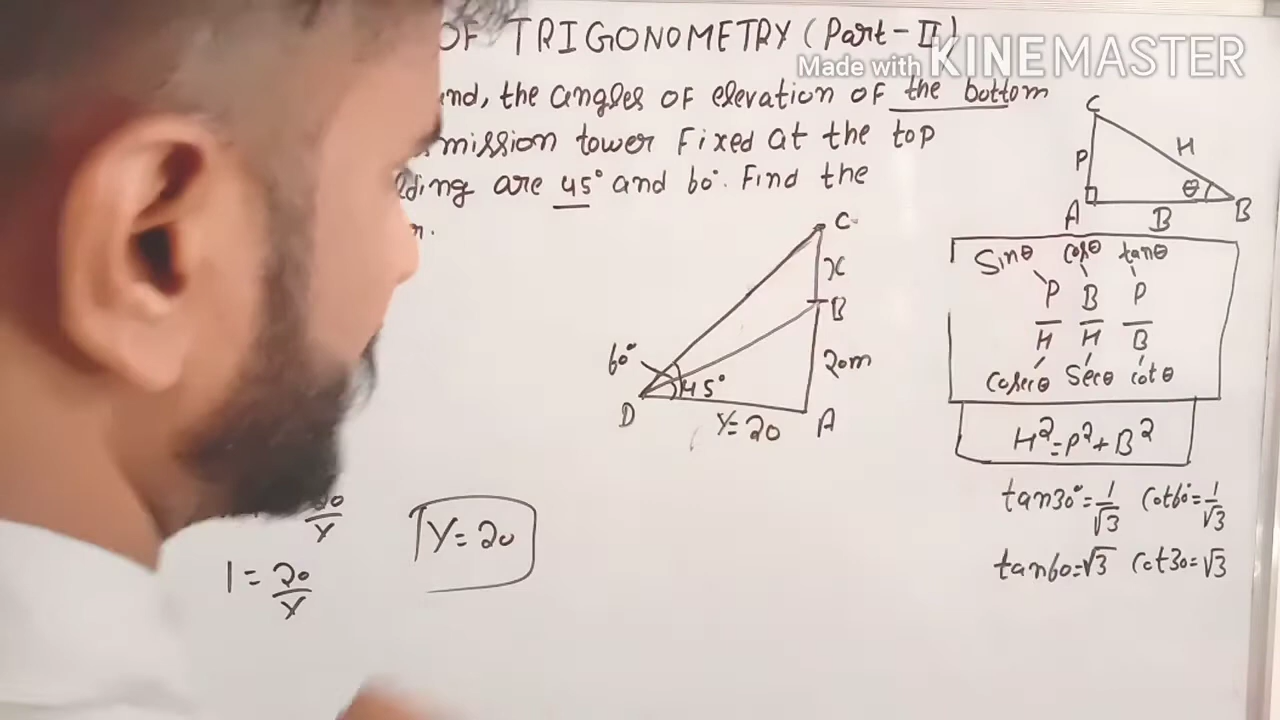 OF TRIGONOMETRY (Part-II)
Made with KINEMASTER
the angles of elevation of the bottom
mission tower Fixed at the top
are 45° and 60°. Find the
C
x
B
20m
60°
45°
D
Y=20
A
C
P
H
θ
A
B
B
Sinθ cosθ tanθ
P B P
H H B
Cosecθ Secθ cotθ
H²=P²+B²
tan30°=1/√3 Cot60°=1/√3
tan60=√3 Cot30=√3
Y=20
1=20/Y